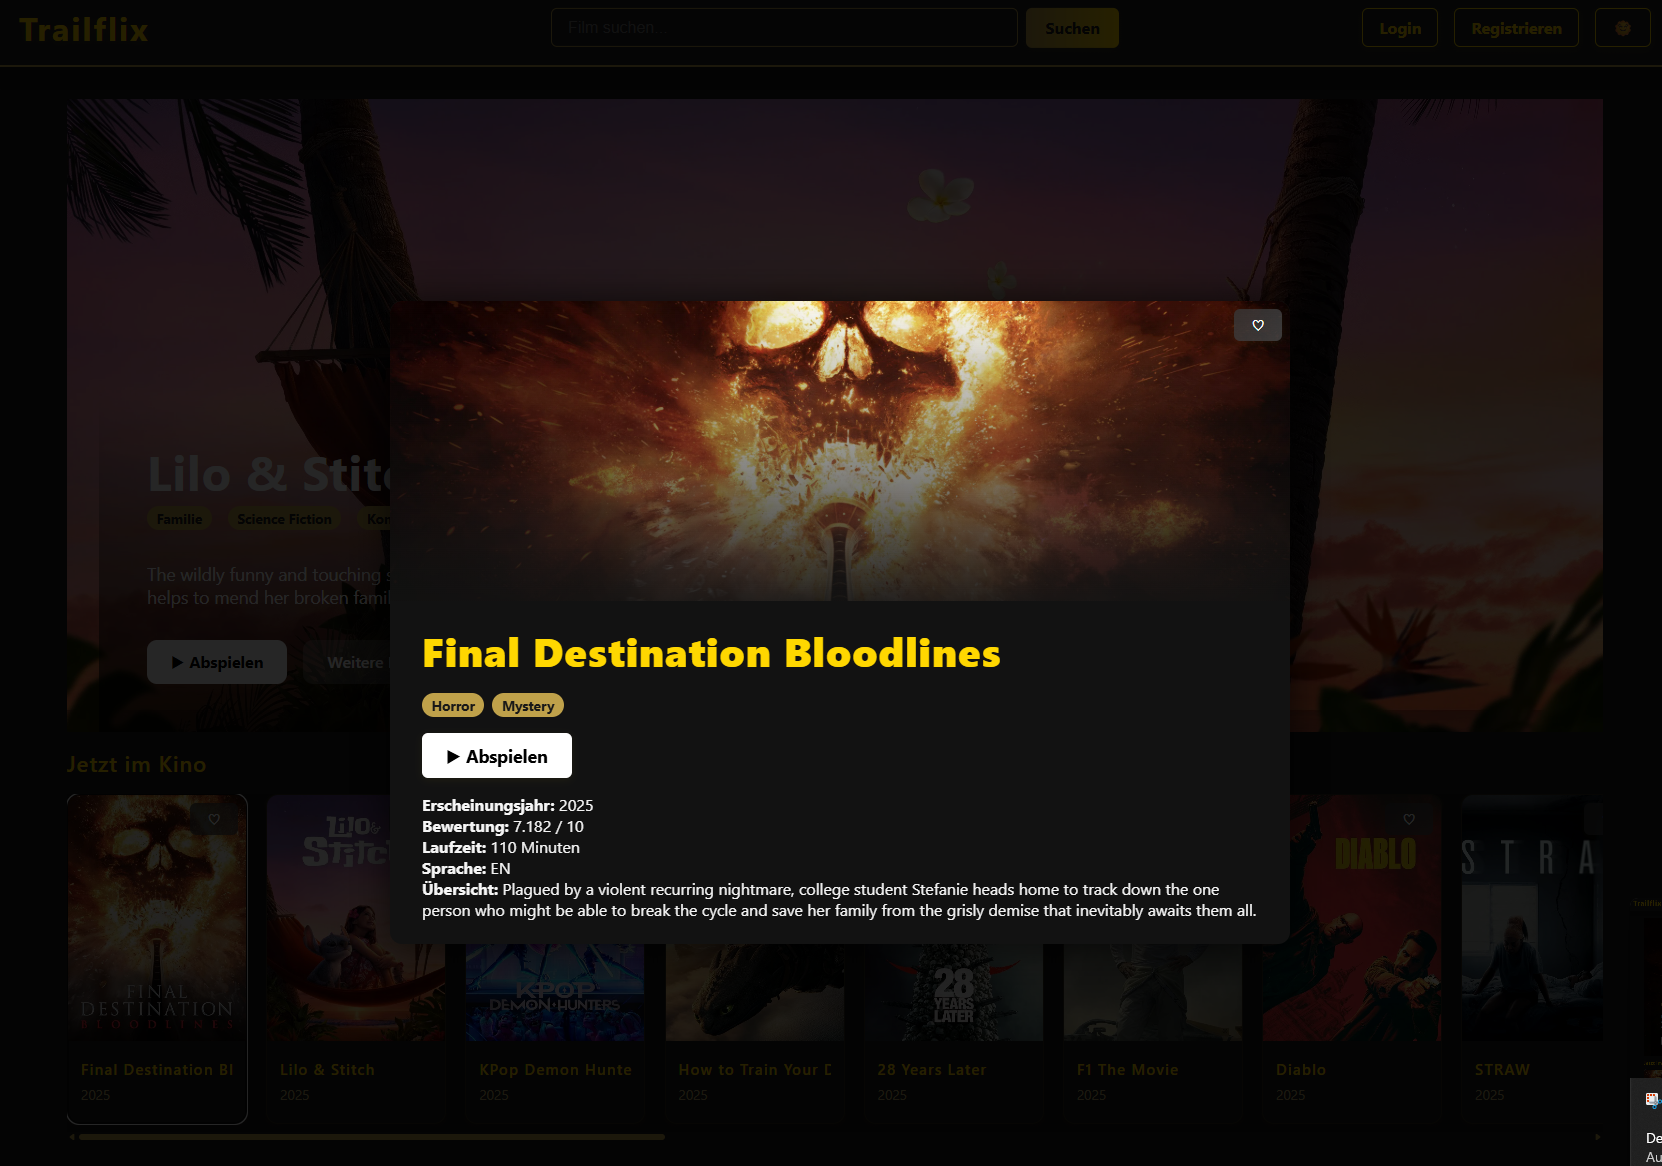 Trailflix
Film suchen...
Suchen
Login
Registrieren
Lilo & Stitc
Familie
Science Fiction
The wildly funny and touching
helps to mend her broken
▶ Abspielen
Weitere
♡
Final Destination Bloodlines
Horror
Mystery
▶ Abspielen
Erscheinungsjahr: 2025
Bewertung: 7.182 / 10
Laufzeit: 110 Minuten
Sprache: EN
Übersicht: Plagued by a violent recurring nightmare, college student Stefanie heads home to track down the one
person who might be able to break the cycle and save her family from the grisly demise that inevitably awaits them all.
Jetzt im Kino
FINAL
DESTINATION
BLOODLINES
Final Destination Bl
2025
Lilo &
Stitc
Lilo & Stitch
2025
KPOP
DEMON HUNTERS
KPop Demon Hunte
2025
How to Train Your D
2025
28
YEARS
LATER
28 Years Later
2025
F1 The Movie
2025
DIABLO
Diablo
2025
STRA
STRAW
2025
Trailflix
De
Au